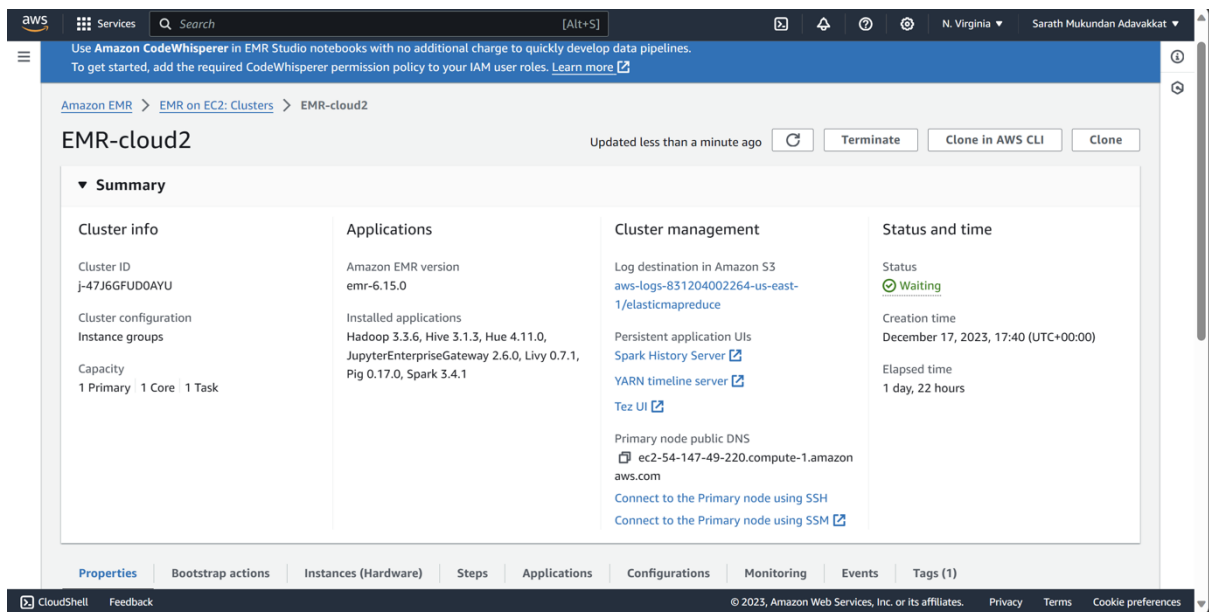 aws
Services
Search
[Alt+S]
N. Virginia
Sarath Mukundan Adavakkat
Use Amazon CodeWhisperer in EMR Studio notebooks with no additional charge to quickly develop data pipelines.
To get started, add the required CodeWhisperer permission policy to your IAM user roles. Learn more
Amazon EMR > EMR on EC2: Clusters > EMR-cloud2
EMR-cloud2
Updated less than a minute ago
Terminate
Clone in AWS CLI
Clone
Summary
Cluster info
Cluster ID
j-47J6GFUD0AYU
Cluster configuration
Instance groups
Capacity
1 Primary 1 Core 1 Task
Applications
Amazon EMR version
emr-6.15.0
Installed applications
Hadoop 3.3.6, Hive 3.1.3, Hue 4.11.0,
JupyterEnterpriseGateway 2.6.0, Livy 0.7.1,
Pig 0.17.0, Spark 3.4.1
Cluster management
Log destination in Amazon S3
aws-logs-831204002264-us-east-
1/elasticmapreduce
Persistent application UIs
Spark History Server
YARN timeline server
Tez UI
Primary node public DNS
ec2-54-147-49-220.compute-1.amazon
aws.com
Connect to the Primary node using SSH
Connect to the Primary node using SSM
Status and time
Status
Waiting
Creation time
December 17, 2023, 17:40 (UTC+00:00)
Elapsed time
1 day, 22 hours
Properties
Bootstrap actions
Instances (Hardware)
Steps
Applications
Configurations
Monitoring
Events
Tags (1)
CloudShell
Feedback
© 2023, Amazon Web Services, Inc. or its affiliates.
Privacy
Terms
Cookie preferences